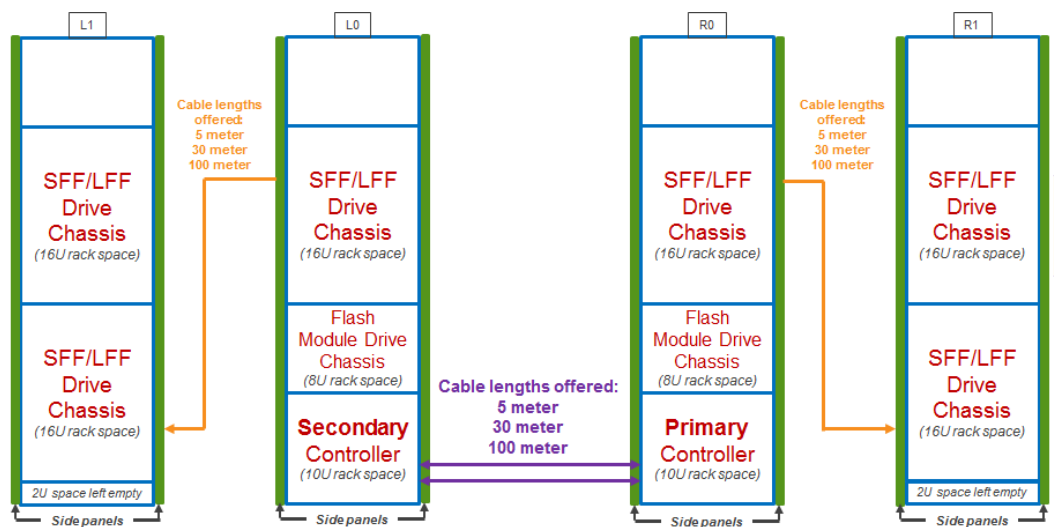 L1
L0
R0
R1
Cable lengths
offered:
5 meter
30 meter
100 meter
Cable lengths
offered:
5 meter
30 meter
100 meter
SFF/LFF
Drive
Chassis
(16U rack space)
SFF/LFF
Drive
Chassis
(16U rack space)
SFF/LFF
Drive
Chassis
(16U rack space)
SFF/LFF
Drive
Chassis
(16U rack space)
SFF/LFF
Drive
Chassis
(16U rack space)
Flash
Module Drive
Chassis
(8U rack space)
Flash
Module Drive
Chassis
(8U rack space)
SFF/LFF
Drive
Chassis
(16U rack space)
Cable lengths offered:
5 meter
30 meter
100 meter
Secondary
Controller
(10U rack space)
Primary
Controller
(10U rack space)
2U space left empty
2U space left empty
Side panels
Side panels
Side panels
Side panels